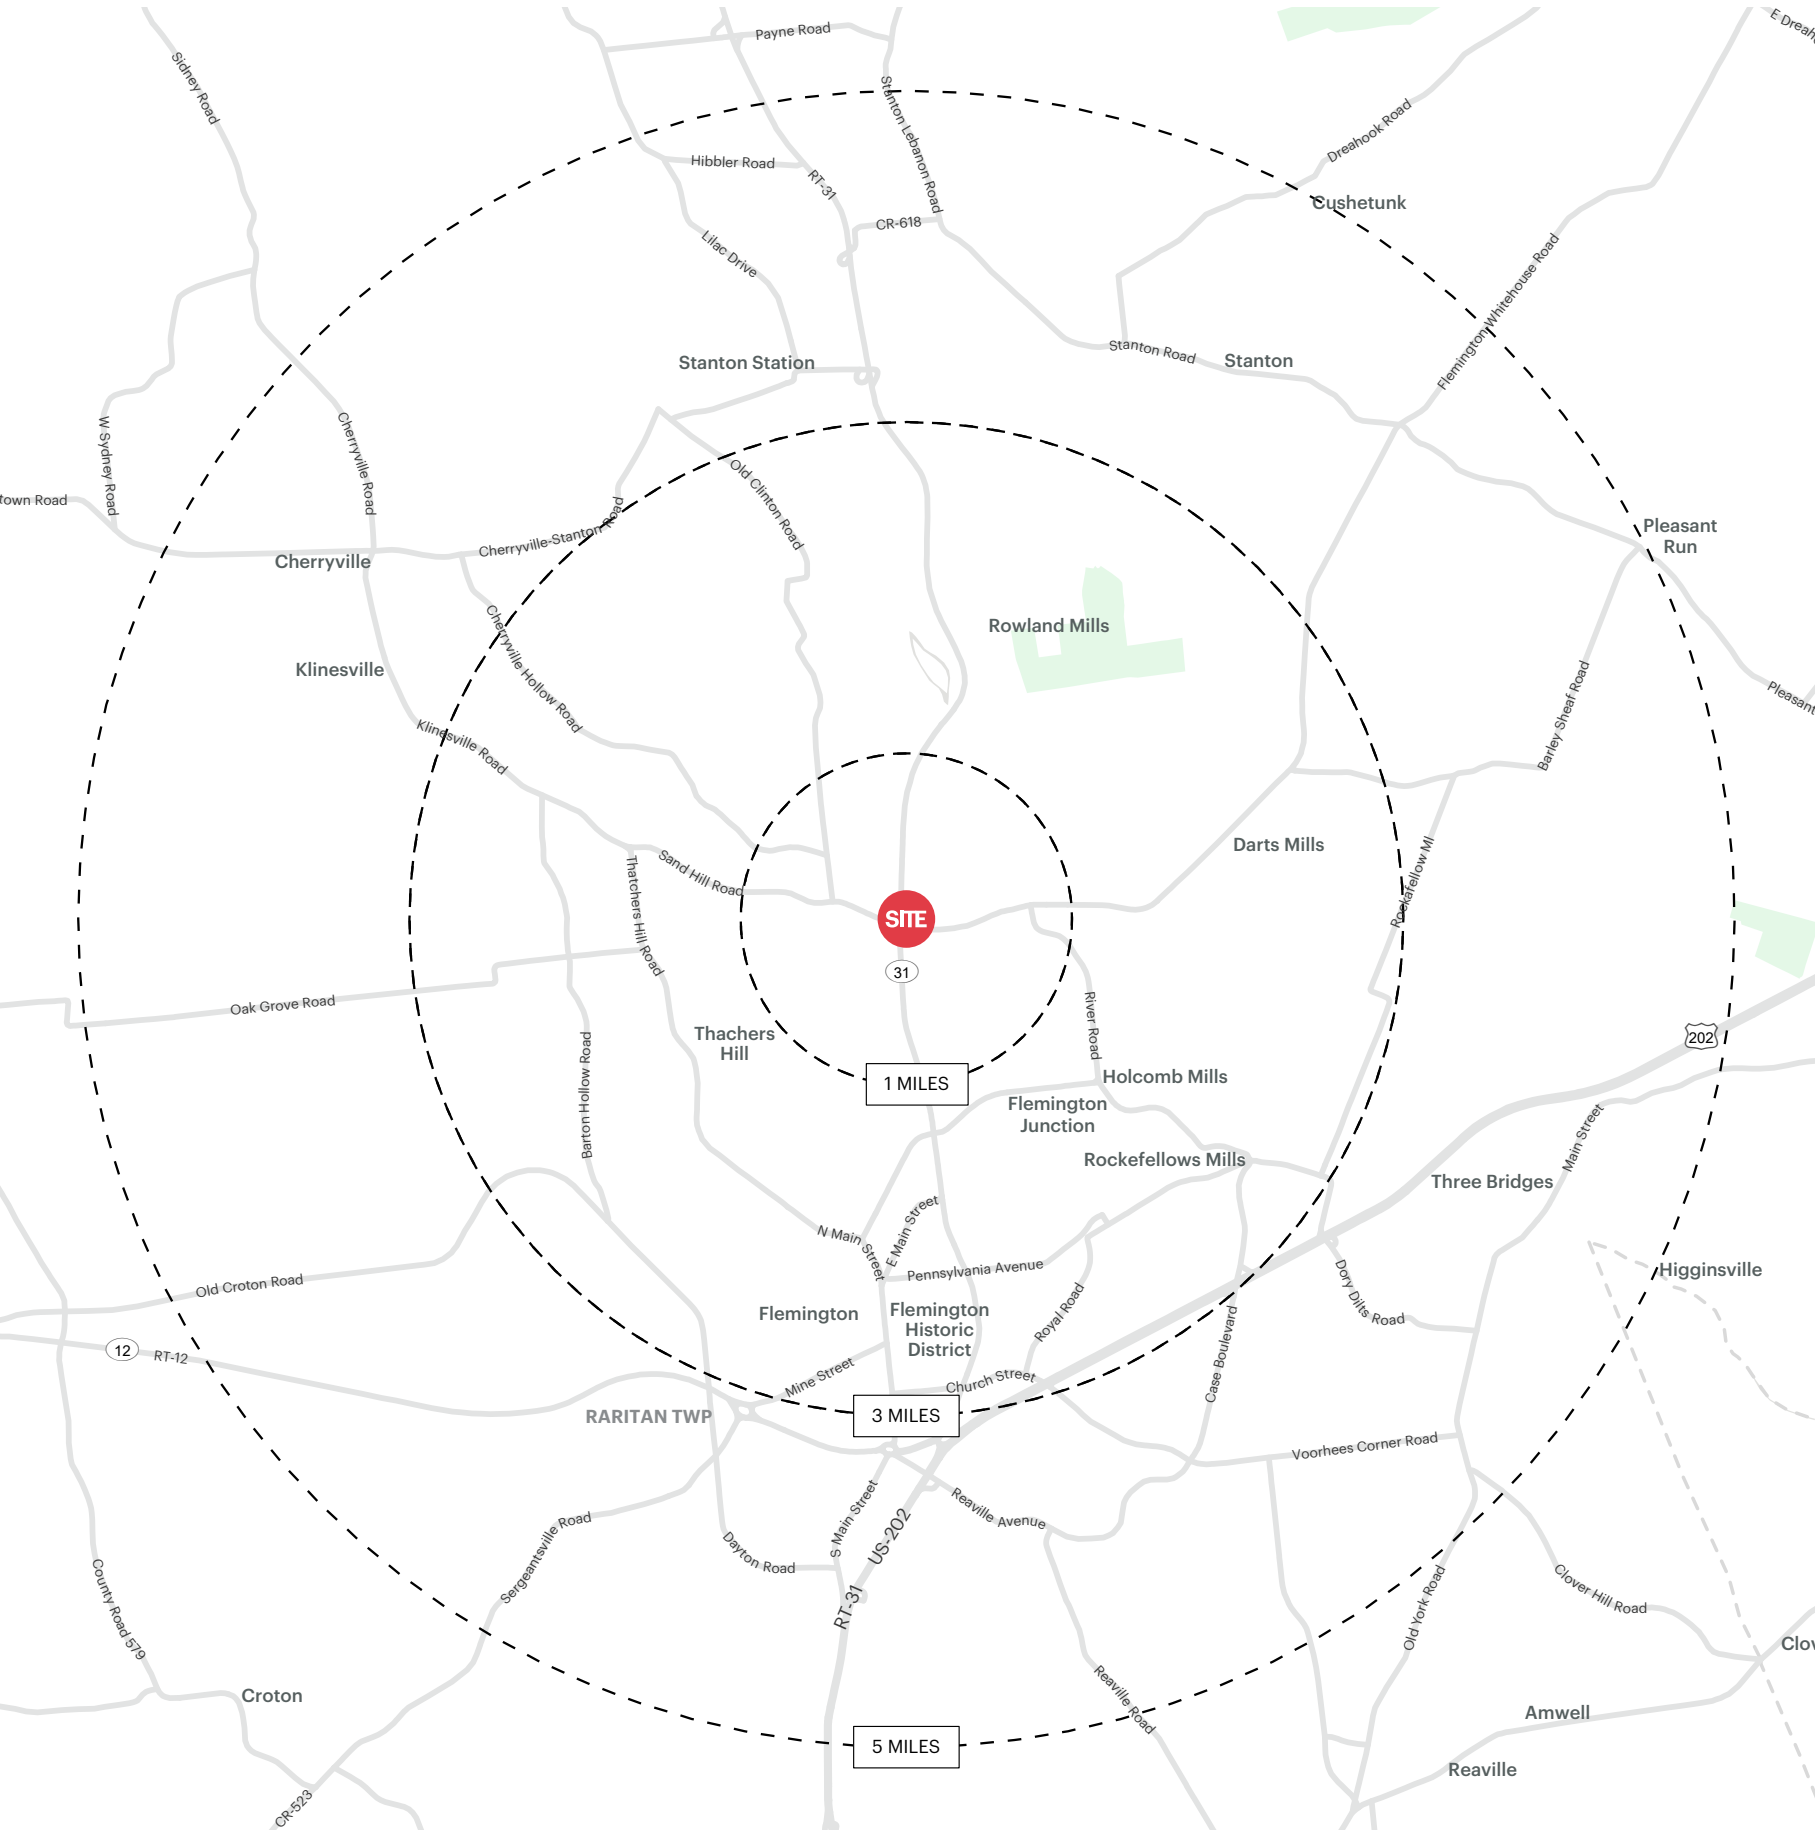 Payne Road
E Dreah
Sidney Road
Stanton Lebanon Road
Dreahook Road
Hibbler Road
RT-31
Cushetunk
CR-618
Lilac Drive
Flemington-Whitehouse Road
Stanton Station
Stanton Road
Stanton
W Sydney Road
Cherryville Road
town Road
Old Clinton Road
Cherryville-Stanton Road
Cherryville
Pleasant
Run
Rowland Mills
Cherryville Hollow Road
Klinesville
Barley Sheaf Road
Pleasant
Klinesville Road
Darts Mills
Sand Hill Road
Thatchers Hill Road
Rockafellow Ml
SITE
31
Oak Grove Road
River Road
202
Thachers
Hill
Barton Hollow Road
1 MILES
Holcomb Mills
Flemington
Junction
Main Street
Rockefellows Mills
Three Bridges
N Main Street
E Main Street
Pennsylvania Avenue
Old Croton Road
Higginsville
Dory Dilts Road
Royal Road
Flemington
Flemington
Historic
District
12
RT-12
Case Boulevard
Mine Street
Church Street
RARITAN TWP
3 MILES
Voorhees Corner Road
S Main Street
US-202
Reaville Avenue
Sergeantsville Road
Dayton Road
RT-31
County Road 579
Old York Road
Clover Hill Road
Clov
Reaville Road
Croton
Amwell
5 MILES
Reaville
CR-523